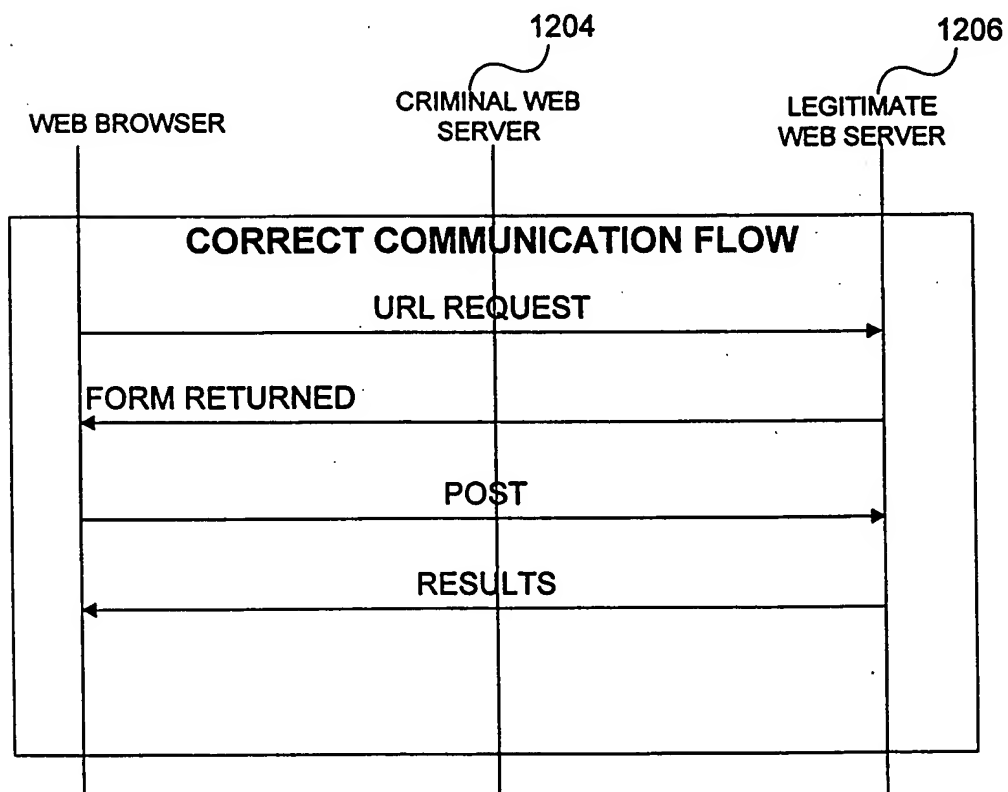 1204
1206
WEB BROWSER
CRIMINAL WEB
SERVER
LEGITIMATE
WEB SERVER
CORRECT COMMUNICATION FLOW
URL REQUEST
FORM RETURNED
POST
RESULTS